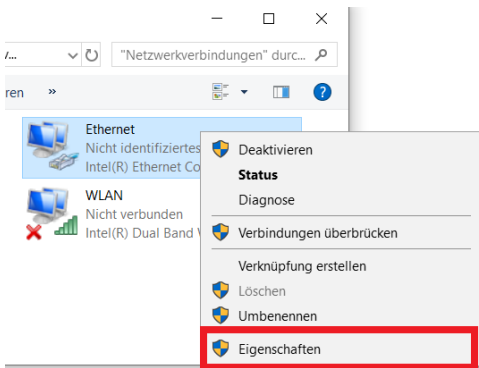 "Netzwerkverbindungen" durc...
ren »
Ethernet
Nicht identifiziertes
Intel(R) Ethernet Co
WLAN
Nicht verbunden
Intel(R) Dual Band
Deaktivieren
Status
Diagnose
Verbindungen überbrücken
Verknüpfung erstellen
Löschen
Umbenennen
Eigenschaften